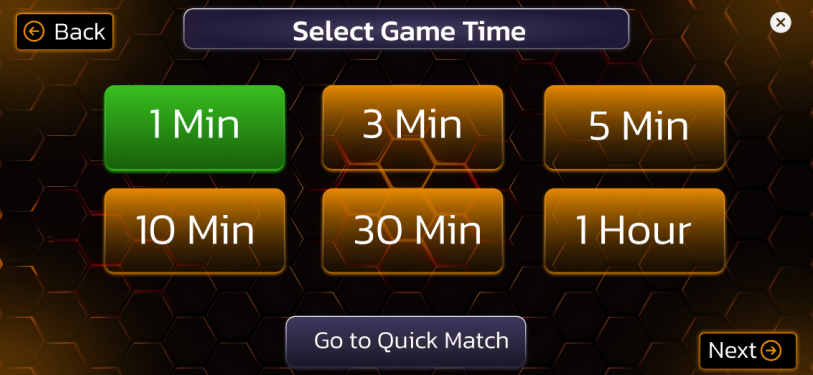 Back
Select Game Time
1 Min
3 Min
5 Min
10 Min
30 Min
1 Hour
Go to Quick Match
Next